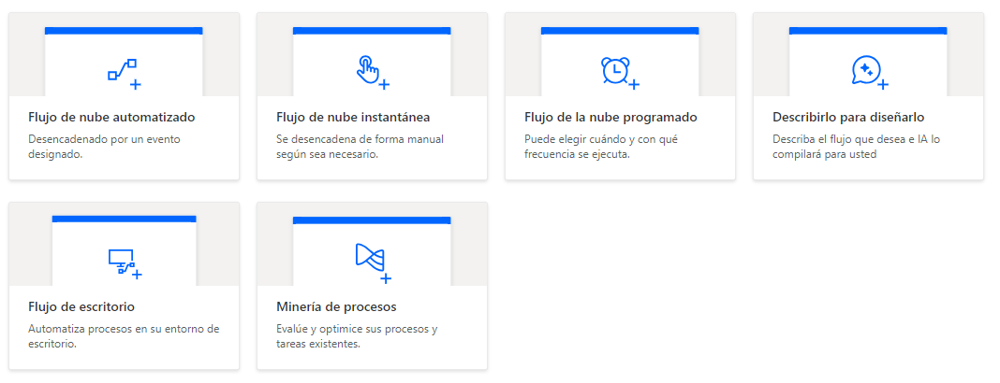 Flujo de nube automatizado
Desencadenado por un evento
designado.
Flujo de nube instantánea
Se desencadena de forma manual
según sea necesario.
Flujo de la nube programado
Puede elegir cuándo y con qué
frecuencia se ejecuta.
Describirlo para diseñarlo
Describa el flujo que desea e IA lo
compilará para usted
Flujo de escritorio
Automatiza procesos en su entorno de
escritorio.
Minería de procesos
Evalúe y optimice sus procesos y
tareas existentes.